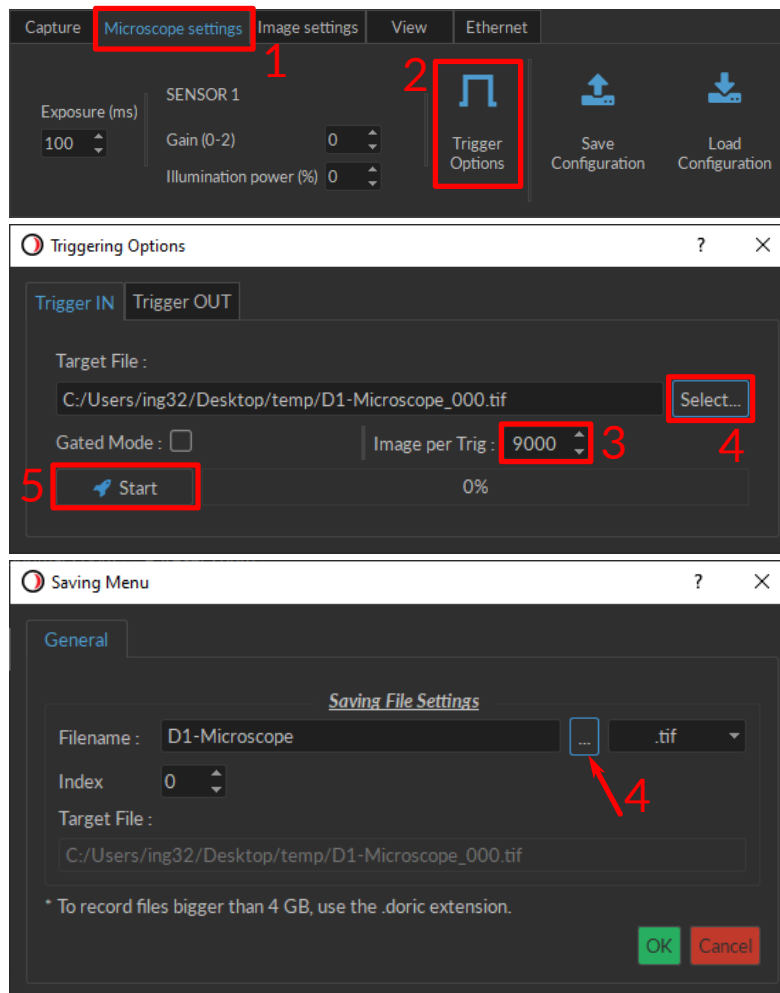 Capture Microscope settings Image settings View Ethernet
1
2
SENSOR 1
Exposure (ms)
100
Gain (0-2) 0
Illumination power (%) 0
Trigger Options
Save Configuration
Load Configuration
Triggering Options ? X
Trigger IN Trigger OUT
Target File :
C:/Users/ing32/Desktop/temp/D1-Microscope_000.tif Select...
Gated Mode : Image per Trig : 9000 3 4
5 Start 0%
Saving Menu ? X
General
Saving File Settings
Filename : D1-Microscope ... .tif
Index 0
4
Target File :
C:/Users/ing32/Desktop/temp/D1-Microscope_000.tif
* To record files bigger than 4 GB, use the .doric extension.
OK Cancel